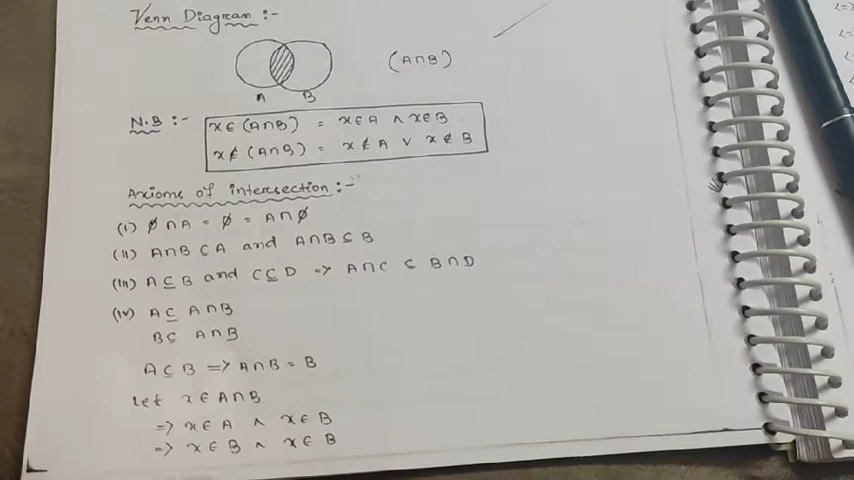 Venn Diagram :-
(A∩B)
A B
N.B :- x∈(A∩B) = x∈A ∧ x∈B
x∉(A∩B) = x∉A ∨ x∉B
Axioms of intersection :-
(i) ∅∩A = ∅ = A∩∅
(ii) A∩B⊆A and A∩B⊆B
(iii) A⊆B and C⊆D => A∩C ⊆ B∩D
(iv) A⊆ A∩B
B⊆ A∩B
A⊆B => A∩B = B
let x∈A∩B
=> x∈A ∧ x∈B
=> x∈B ∧ x∈B